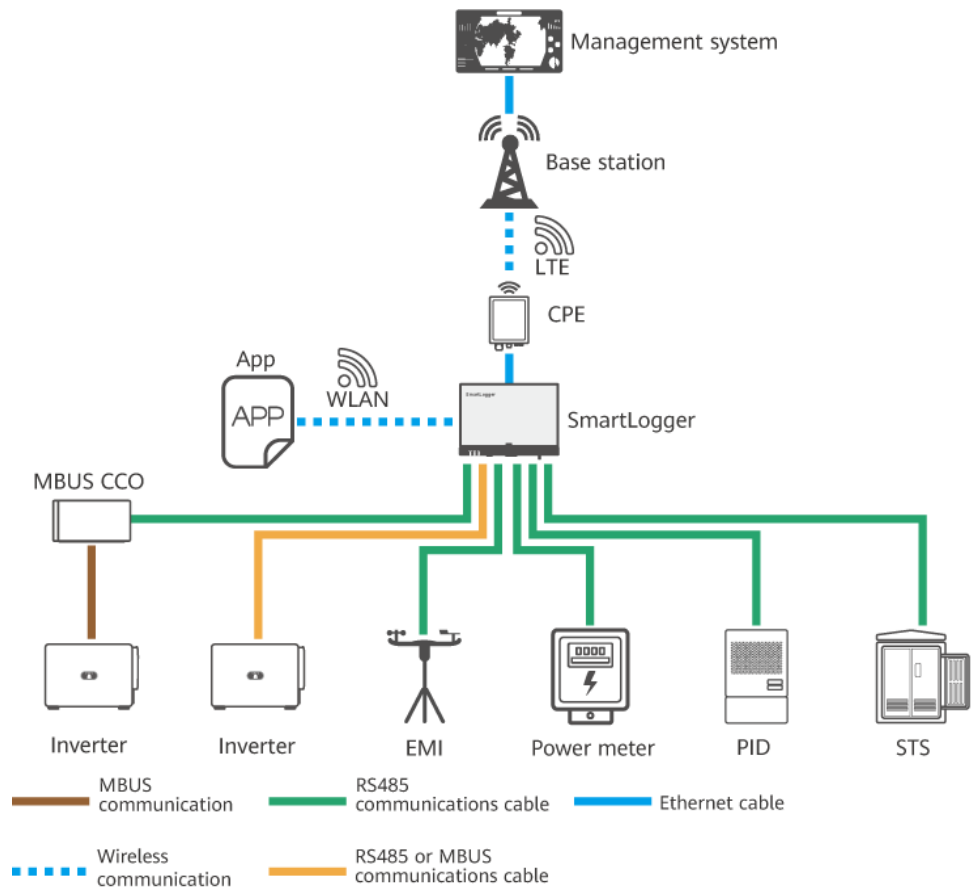 Management system
Base station
LTE
CPE
App
WLAN
APP
SmartLogger
SmartLogger
MBUS CCO
Inverter
Inverter
EMI
Power meter
PID
STS
MBUS
communication
RS485
communications cable
Ethernet cable
Wireless
communication
RS485 or MBUS
communications cable